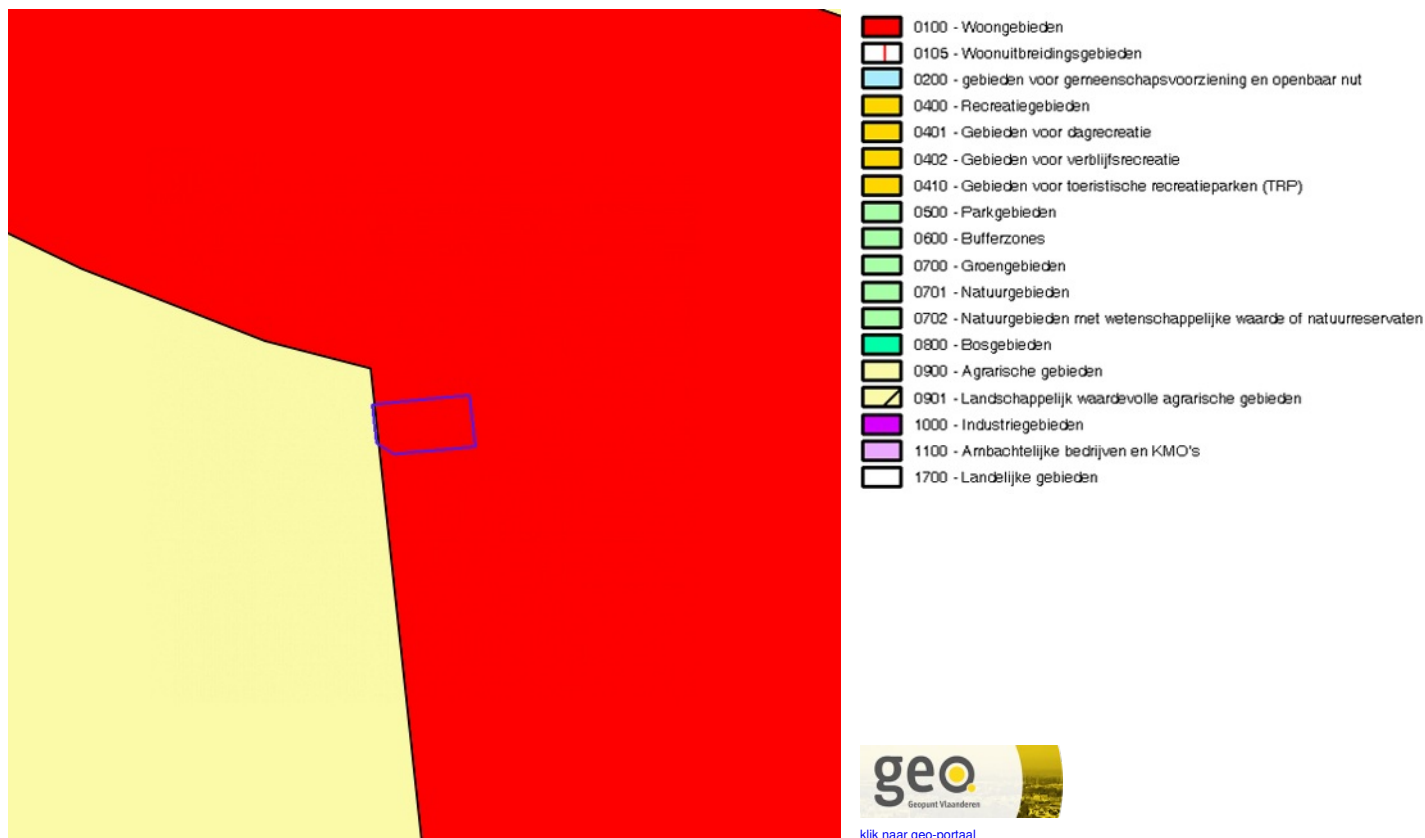 0100 - Woongebieden
0105 - Woonuitbreidingsgebieden
0200 - gebieden voor gemeenschapsvoorziening en openbaar nut
0400 - Recreatiegebieden
0401 - Gebieden voor dagrecreatie
0402 - Gebieden voor verblijfsrecreatie
0410 - Gebieden voor toeristische recreatieparken (TRP)
0500 - Parkgebieden
0600 - Bufferzones
0700 - Groengebieden
0701 - Natuurgebieden
0702 - Natuurgebieden met wetenschappelijke waarde of natuurreservaten
0800 - Bosgebieden
0900 - Agrarische gebieden
0901 - Landschappelijk waardevolle agrarische gebieden
1000 - Industriegebieden
1100 - Ambachtelijke bedrijven en KMO's
1700 - Landelijke gebieden
geo.
Geopunt Vlaanderen
klik naar geo-portaal